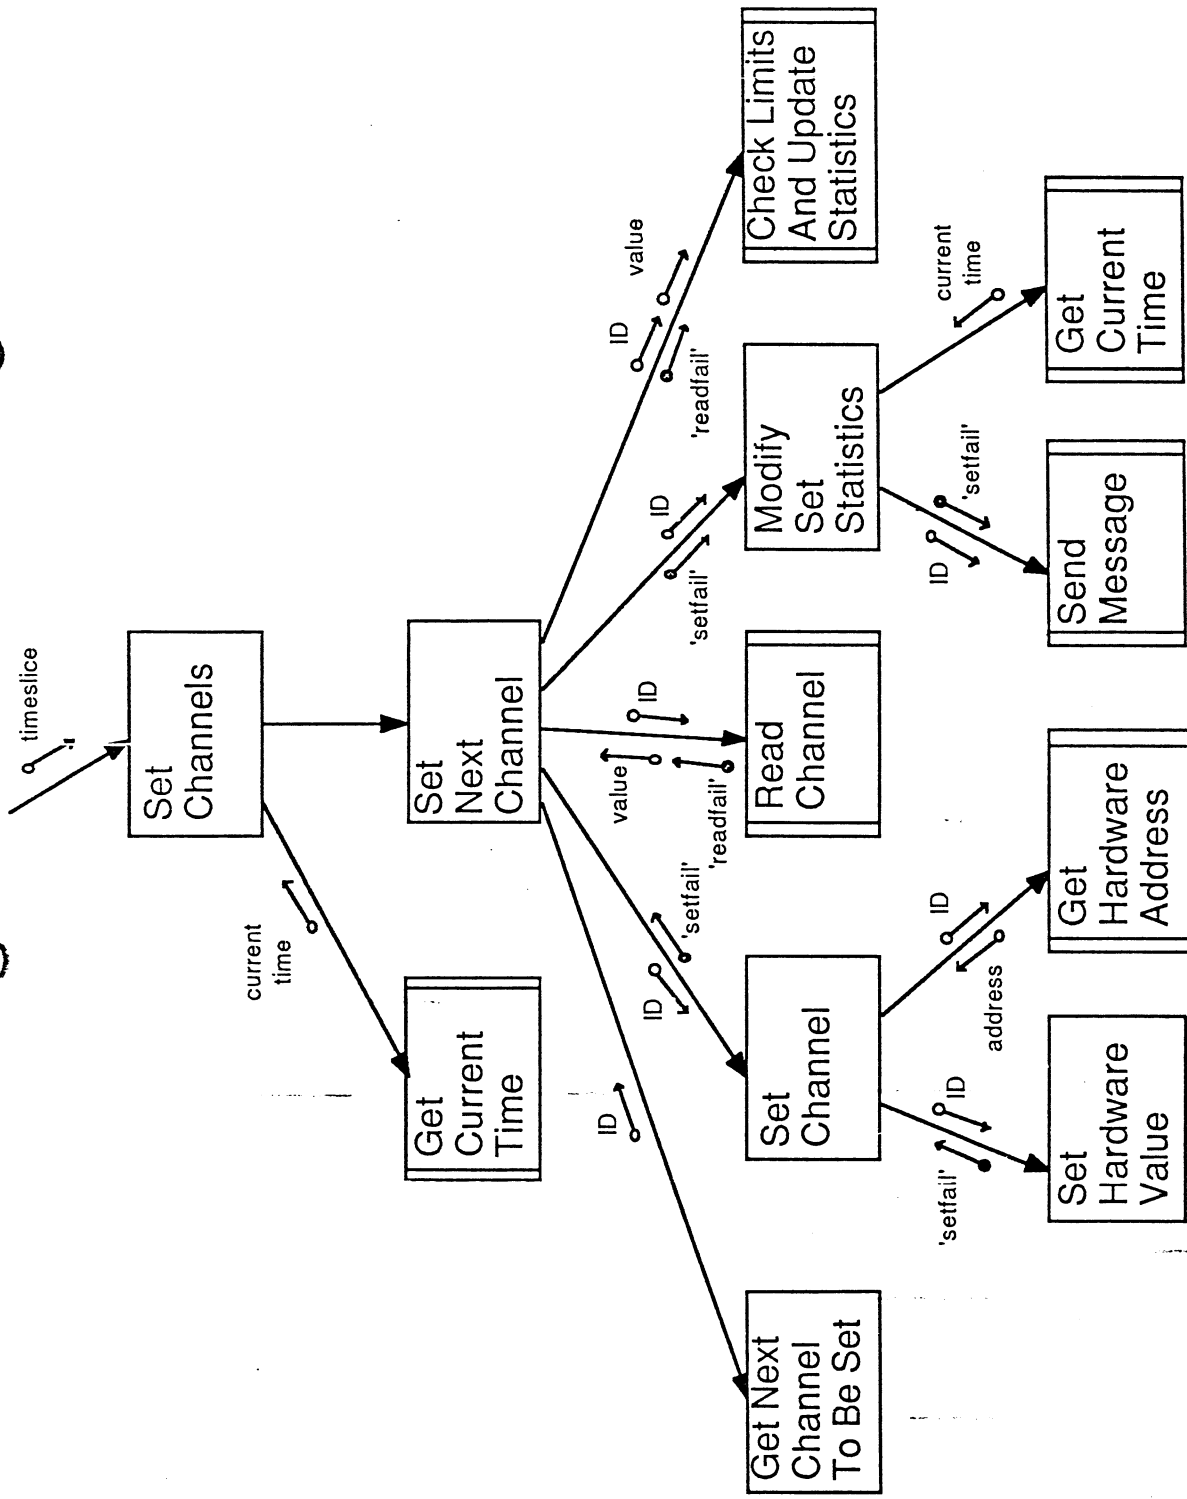 timeslice
Set
Channels
current
time
Get
Current
Time
Set
Next
Channel
ID
ID
'setfail'
value
'readfail'
ID
'setfail'
ID
ID
'readfail'
value
Get Next
Channel
To Be Set
Set
Channel
Read
Channel
Modify
Set
Statistics
Check Limits
And Update
Statistics
'setfail'
ID
address
ID
ID
'setfail'
current
time
Set
Hardware
Value
Get
Hardware
Address
Send
Message
Get
Current
Time